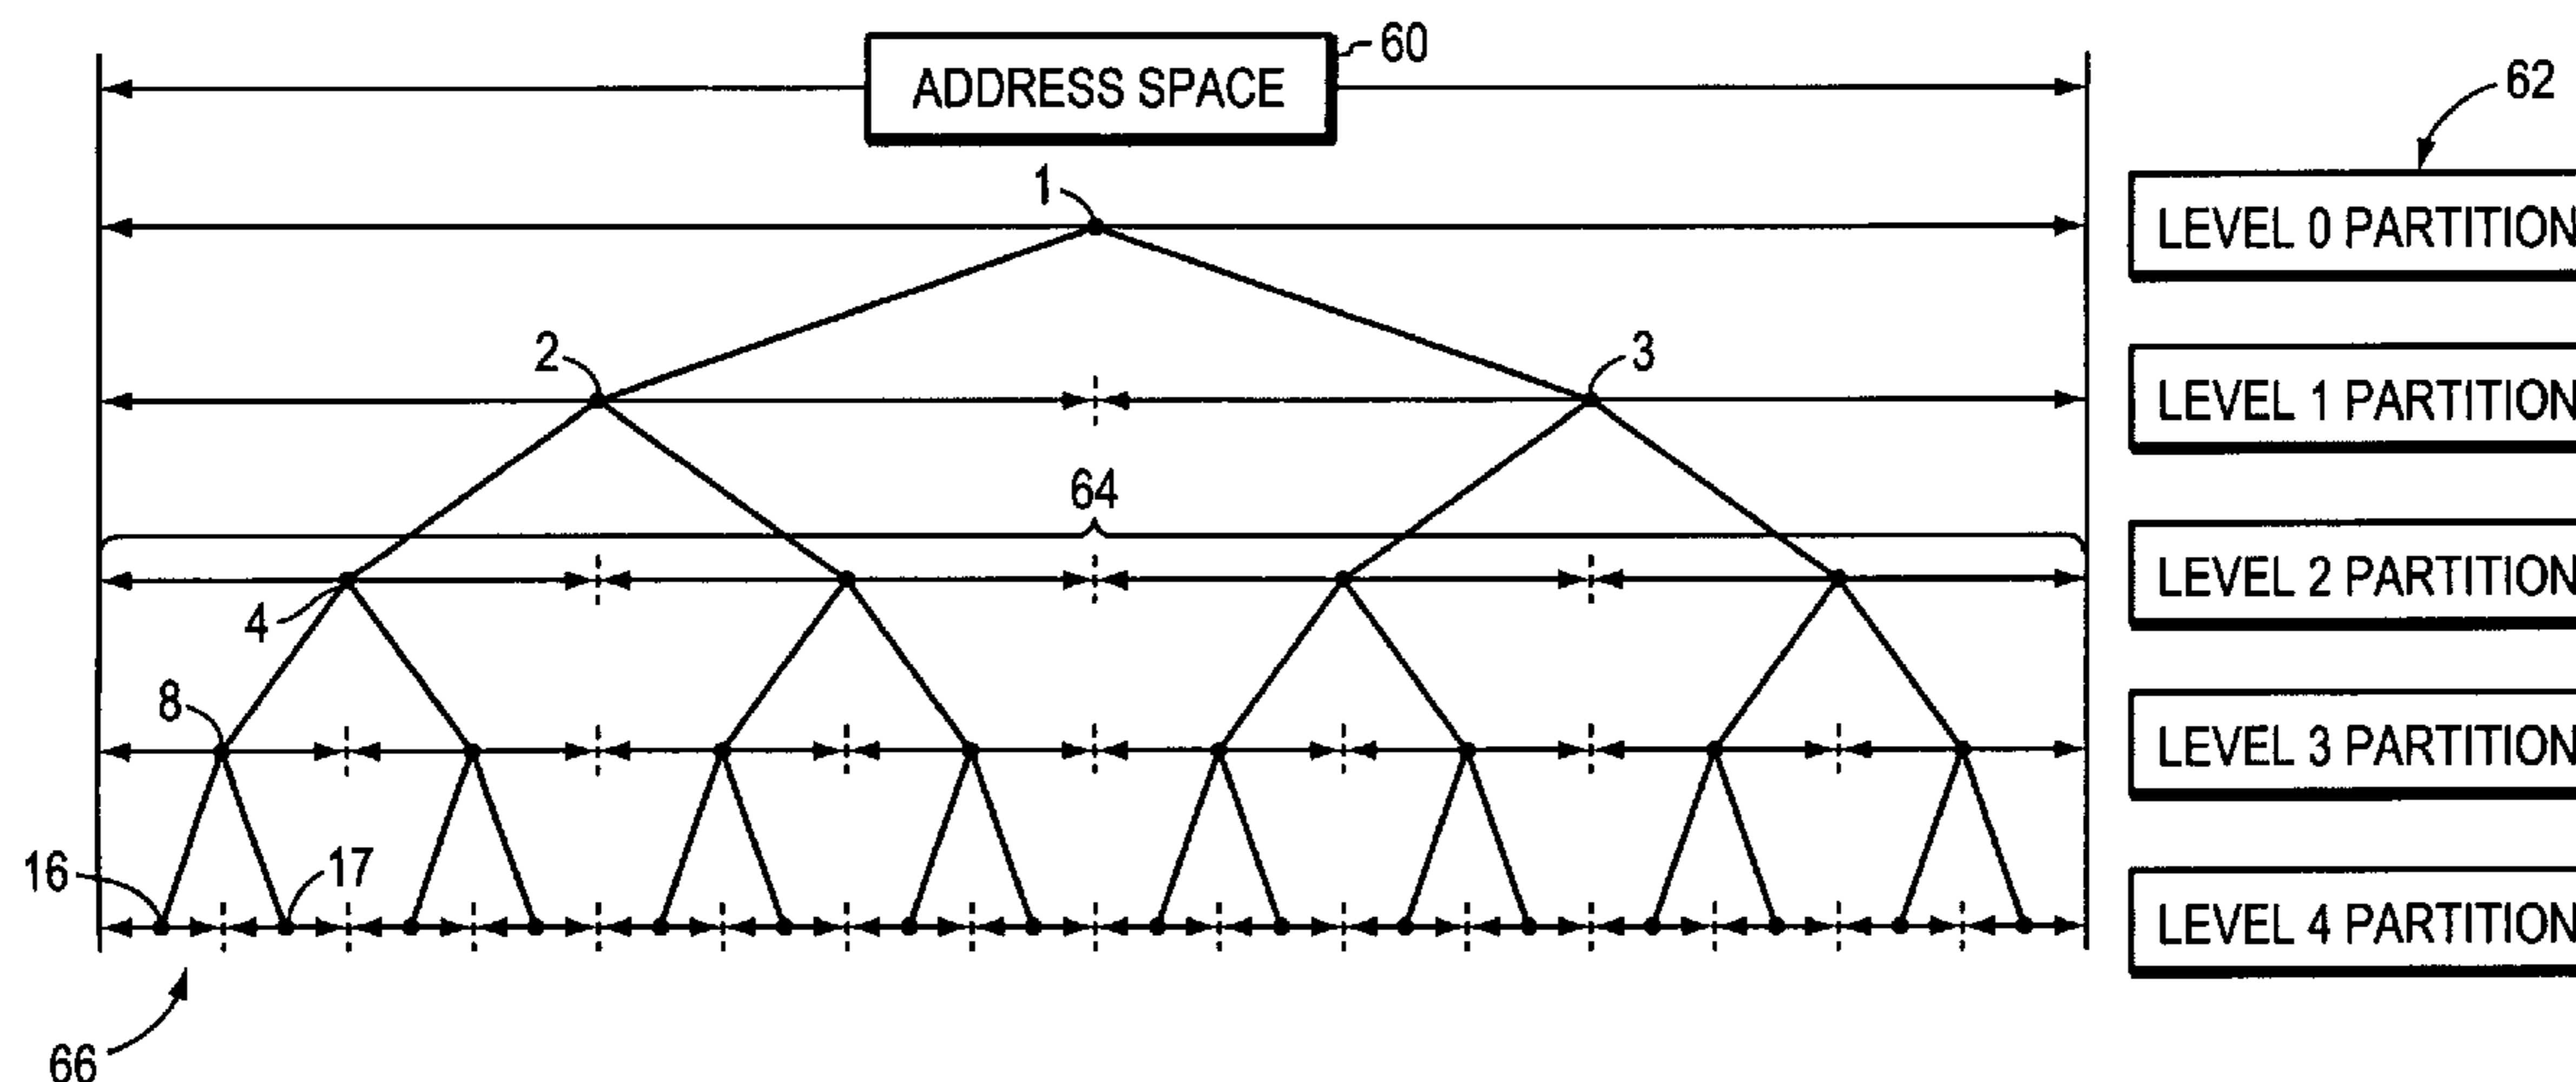 60
ADDRESS SPACE
62
1
LEVEL 0 PARTITION
2
3
LEVEL 1 PARTITION
64
LEVEL 2 PARTITION
4
8
LEVEL 3 PARTITION
16
17
LEVEL 4 PARTITION
66